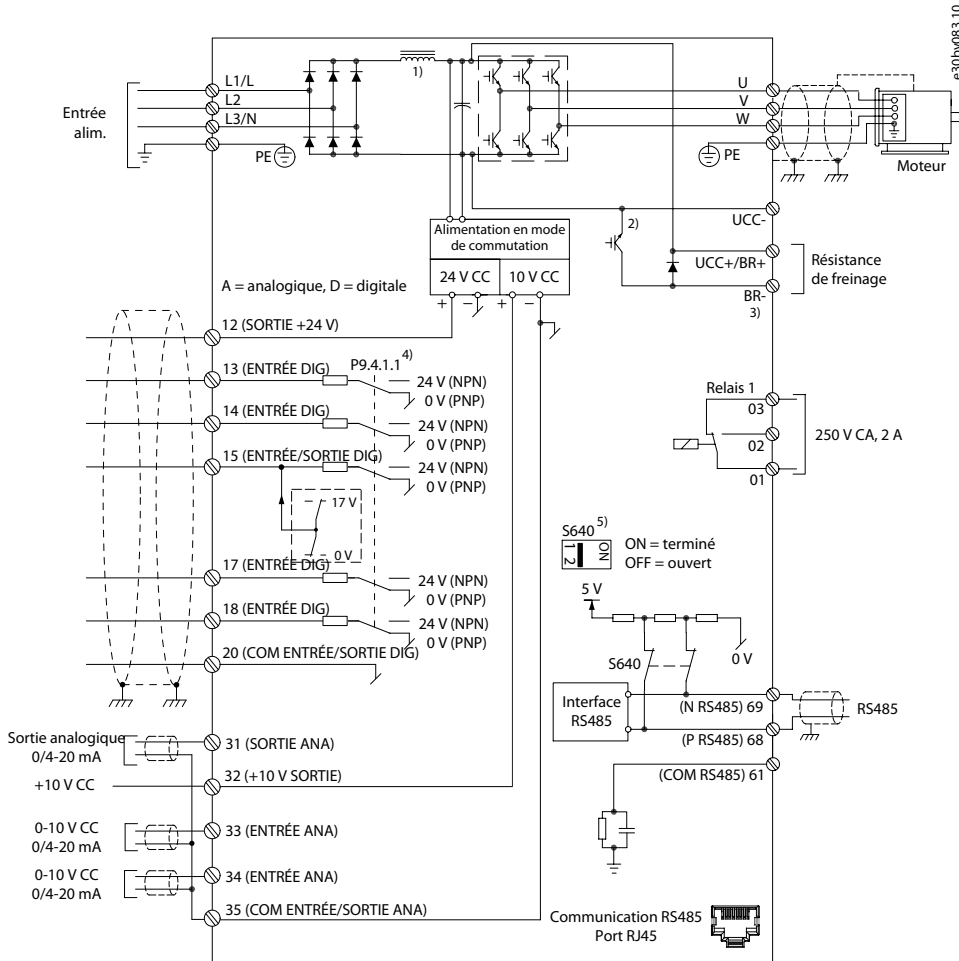 e30bv083.10
1)
L1/L
L2
L3/N
PE
Entrée
alim.
U
V
W
PE
Moteur
UCC-
2)
UCC+/BR+
BR-
3)
Résistance
de freinage
Alimentation en mode
de commutation
24 V CC
10 V CC
+
−
+
−
A = analogique, D = digitale
12 (SORTIE +24 V)
P9.4.1.1 4)
13 (ENTRÉE DIG)
24 V (NPN)
0 V (PNP)
14 (ENTRÉE DIG)
24 V (NPN)
0 V (PNP)
15 (ENTRÉE/SORTIE DIG)
24 V (NPN)
0 V (PNP)
17 V
0 V
17 (ENTRÉE DIG)
24 V (NPN)
0 V (PNP)
18 (ENTRÉE DIG)
24 V (NPN)
0 V (PNP)
20 (COM ENTRÉE/SORTIE DIG)
Relais 1
03
02
01
250 V CA, 2 A
S640 5)
1 2
ON
ON = terminé
OFF = ouvert
5 V
0 V
S640
Interface
RS485
(N RS485) 69
(P RS485) 68
RS485
(COM RS485) 61
Sortie analogique
0/4-20 mA
31 (SORTIE ANA)
+10 V CC
32 (+10 V SORTIE)
0-10 V CC
0/4-20 mA
33 (ENTRÉE ANA)
0-10 V CC
0/4-20 mA
34 (ENTRÉE ANA)
35 (COM ENTRÉE/SORTIE ANA)
Communication RS485
Port RJ45